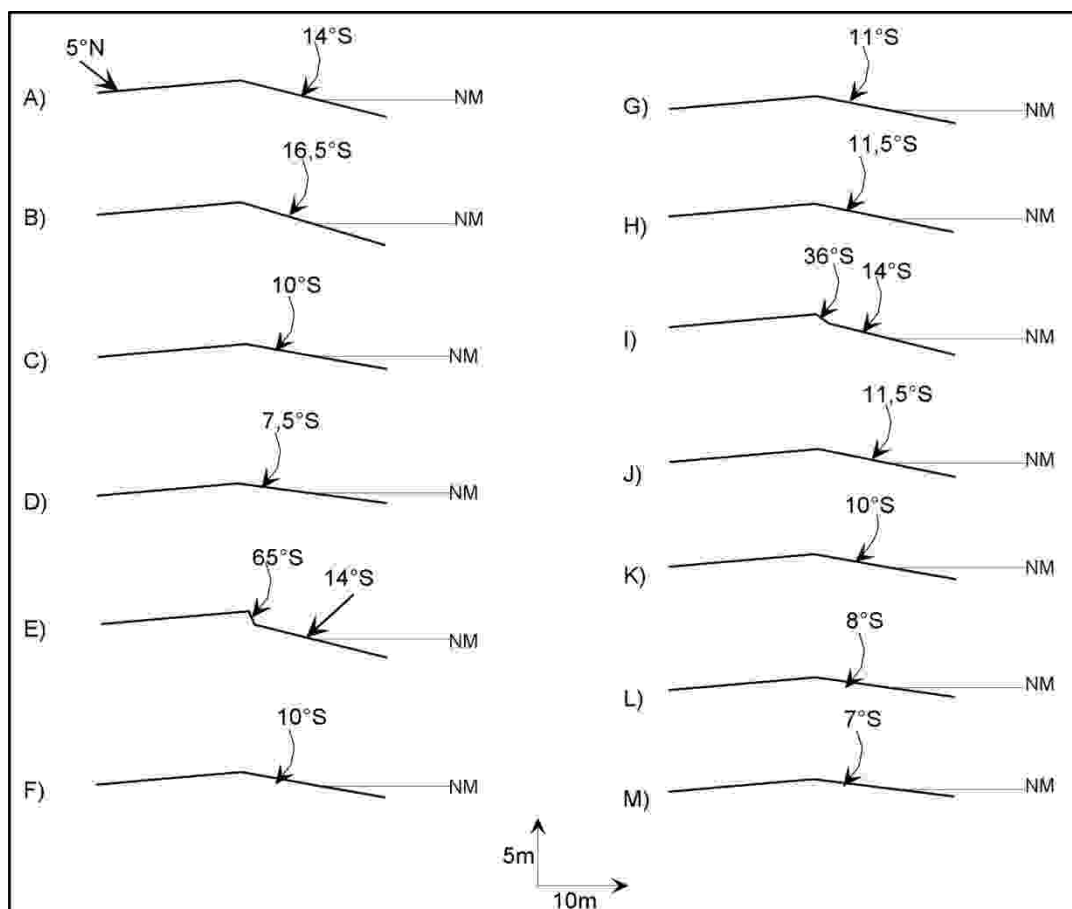 5°N
14°S
A)
NM
16,5°S
B)
NM
10°S
C)
NM
7,5°S
D)
NM
65°S
14°S
E)
NM
10°S
F)
NM
11°S
G)
NM
11,5°S
H)
NM
36°S
14°S
I)
NM
11,5°S
J)
NM
10°S
K)
NM
8°S
L)
NM
7°S
M)
NM
5m
10m